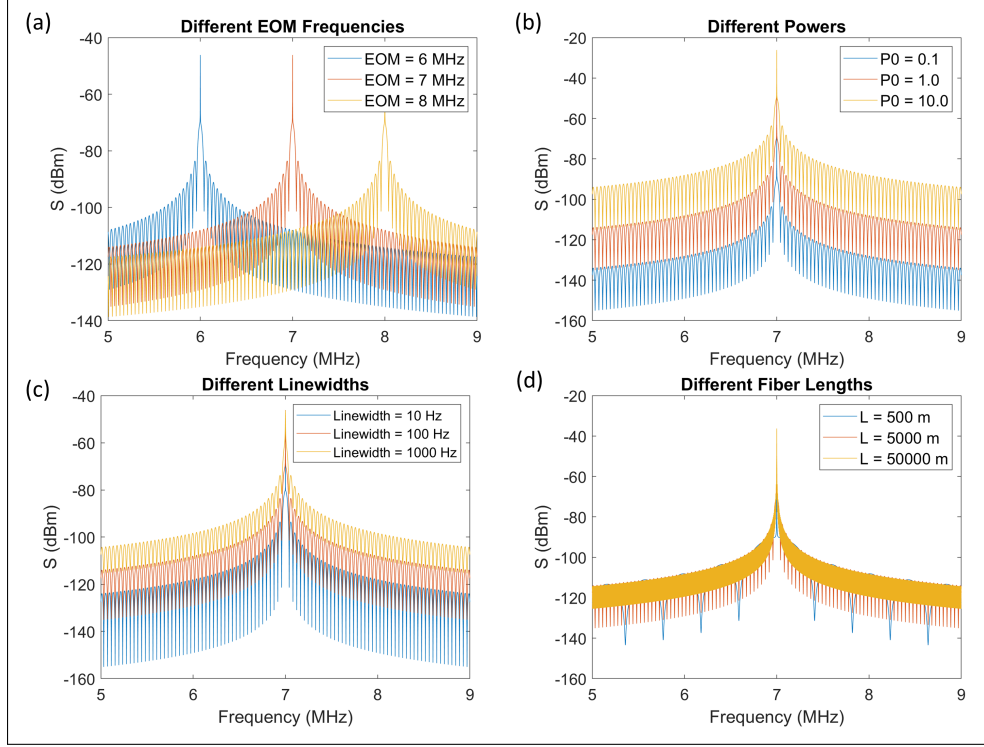 (a)
Different EOM Frequencies
-40
-60
-80
-100
-120
-140
S (dBm)
EOM = 6 MHz
EOM = 7 MHz
EOM = 8 MHz
5
6
7
8
9
Frequency (MHz)
(b)
Different Powers
-20
-40
-60
-80
-100
-120
-140
-160
S (dBm)
P0 = 0.1
P0 = 1.0
P0 = 10.0
5
6
7
8
9
Frequency (MHz)
(c)
Different Linewidths
-40
-60
-80
-100
-120
-140
-160
S (dBm)
Linewidth = 10 Hz
Linewidth = 100 Hz
Linewidth = 1000 Hz
5
6
7
8
9
Frequency (MHz)
(d)
Different Fiber Lengths
-20
-40
-60
-80
-100
-120
-140
-160
S (dBm)
L = 500 m
L = 5000 m
L = 50000 m
5
6
7
8
9
Frequency (MHz)